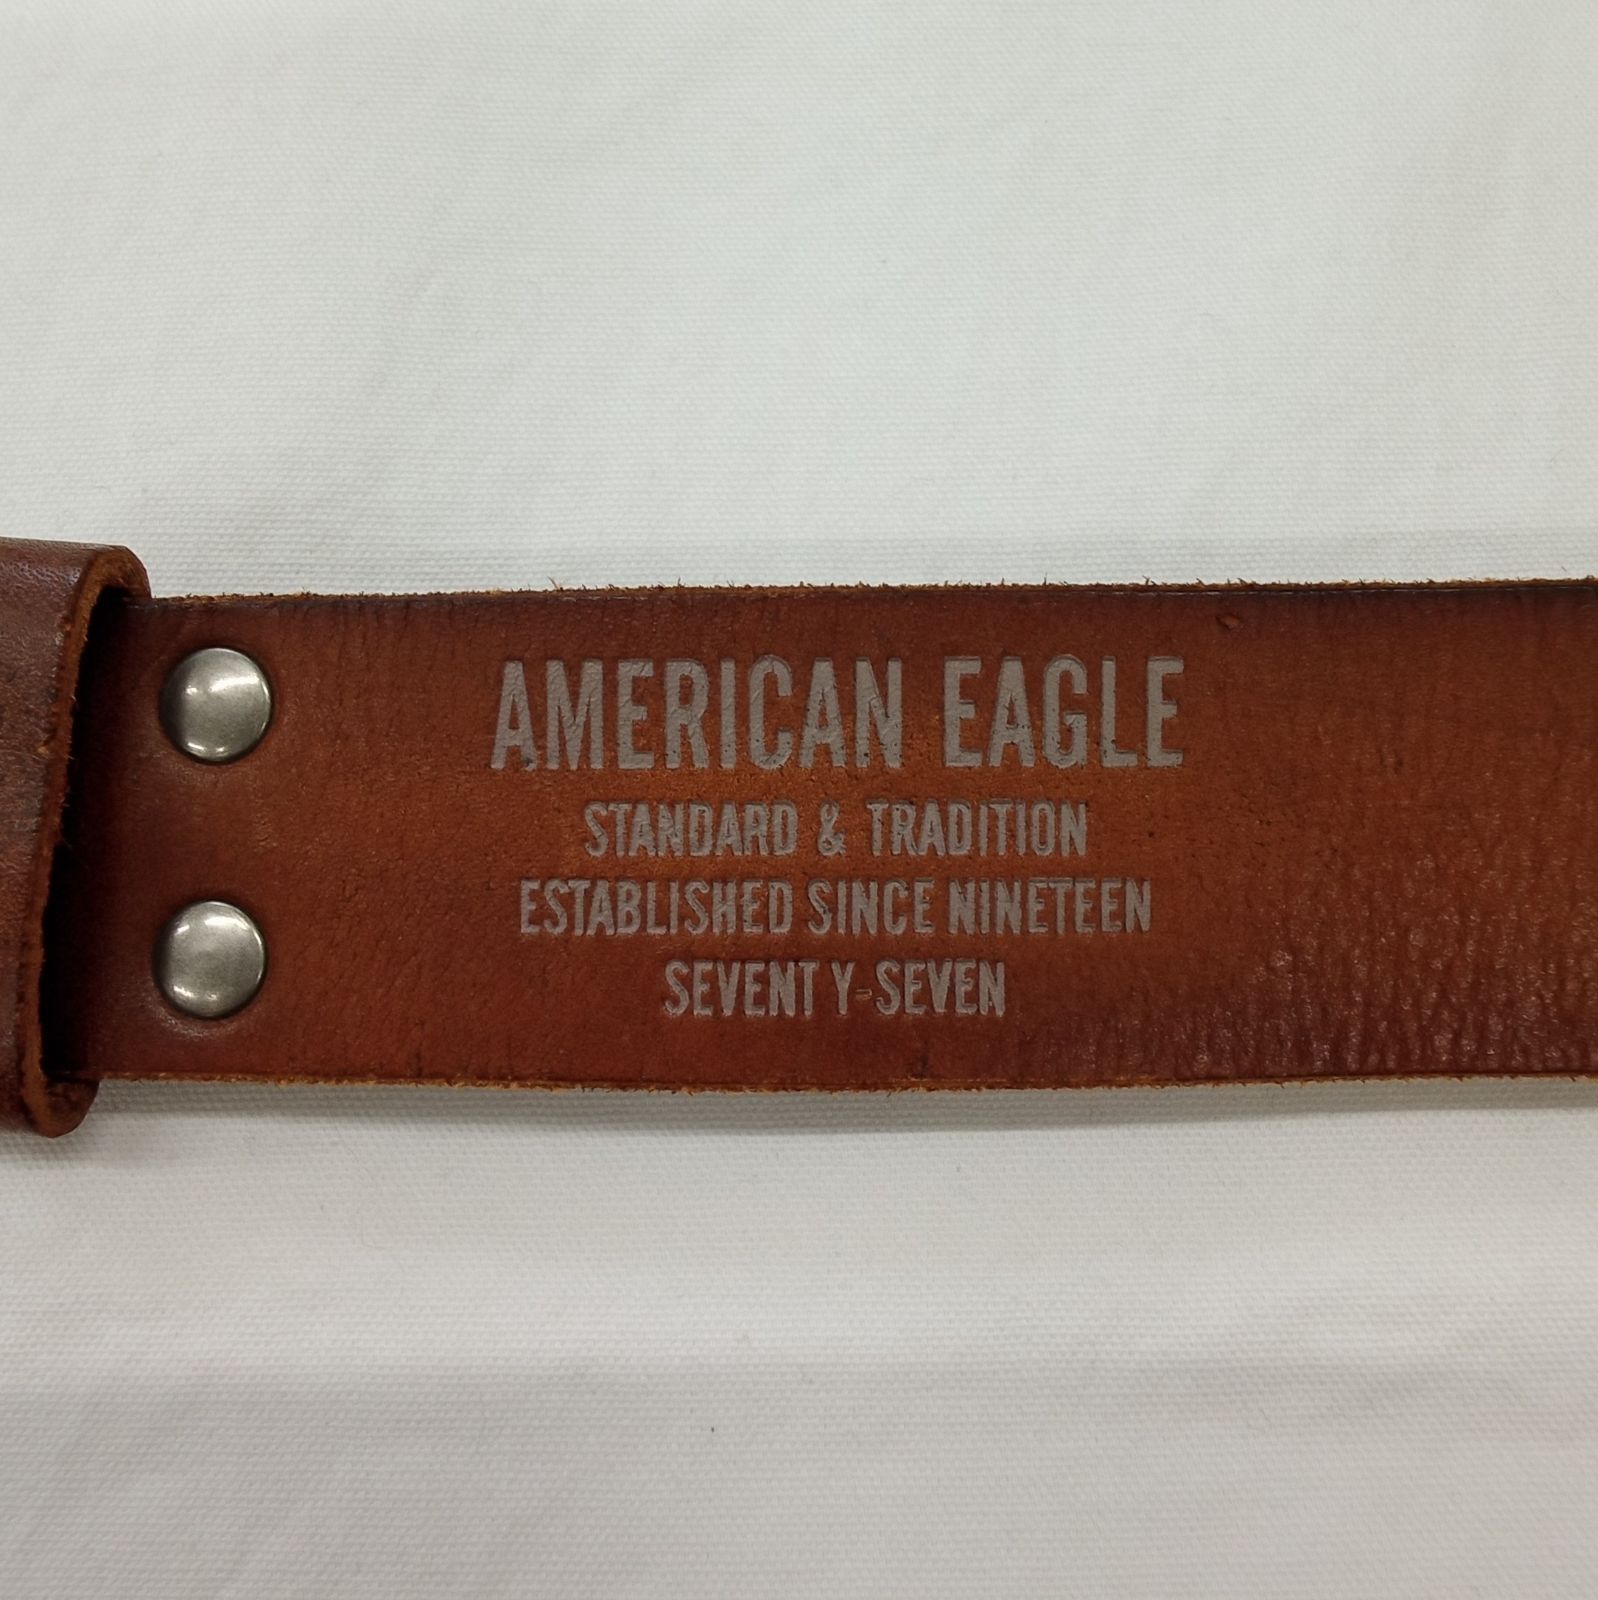 AMERICAN EAGLE
STANDARD & TRADITION
ESTABLISHED SINCE NINETEEN
SEVENT Y-SEVEN